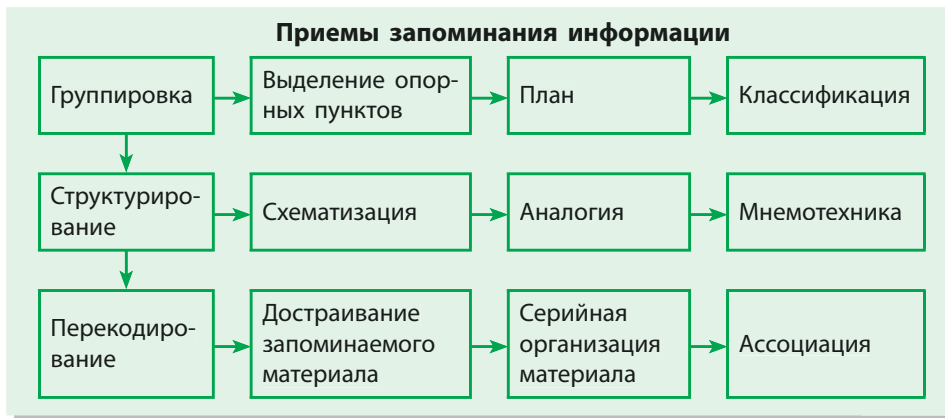 Приемы запоминания информации
Группировка
Выделение опор-
ных пунктов
План
Классификация
Структуриро-
вание
Схематизация
Аналогия
Мнемотехника
Перекодиро-
вание
Достраивание
запоминаемого
материала
Серийная
организация
материала
Ассоциация